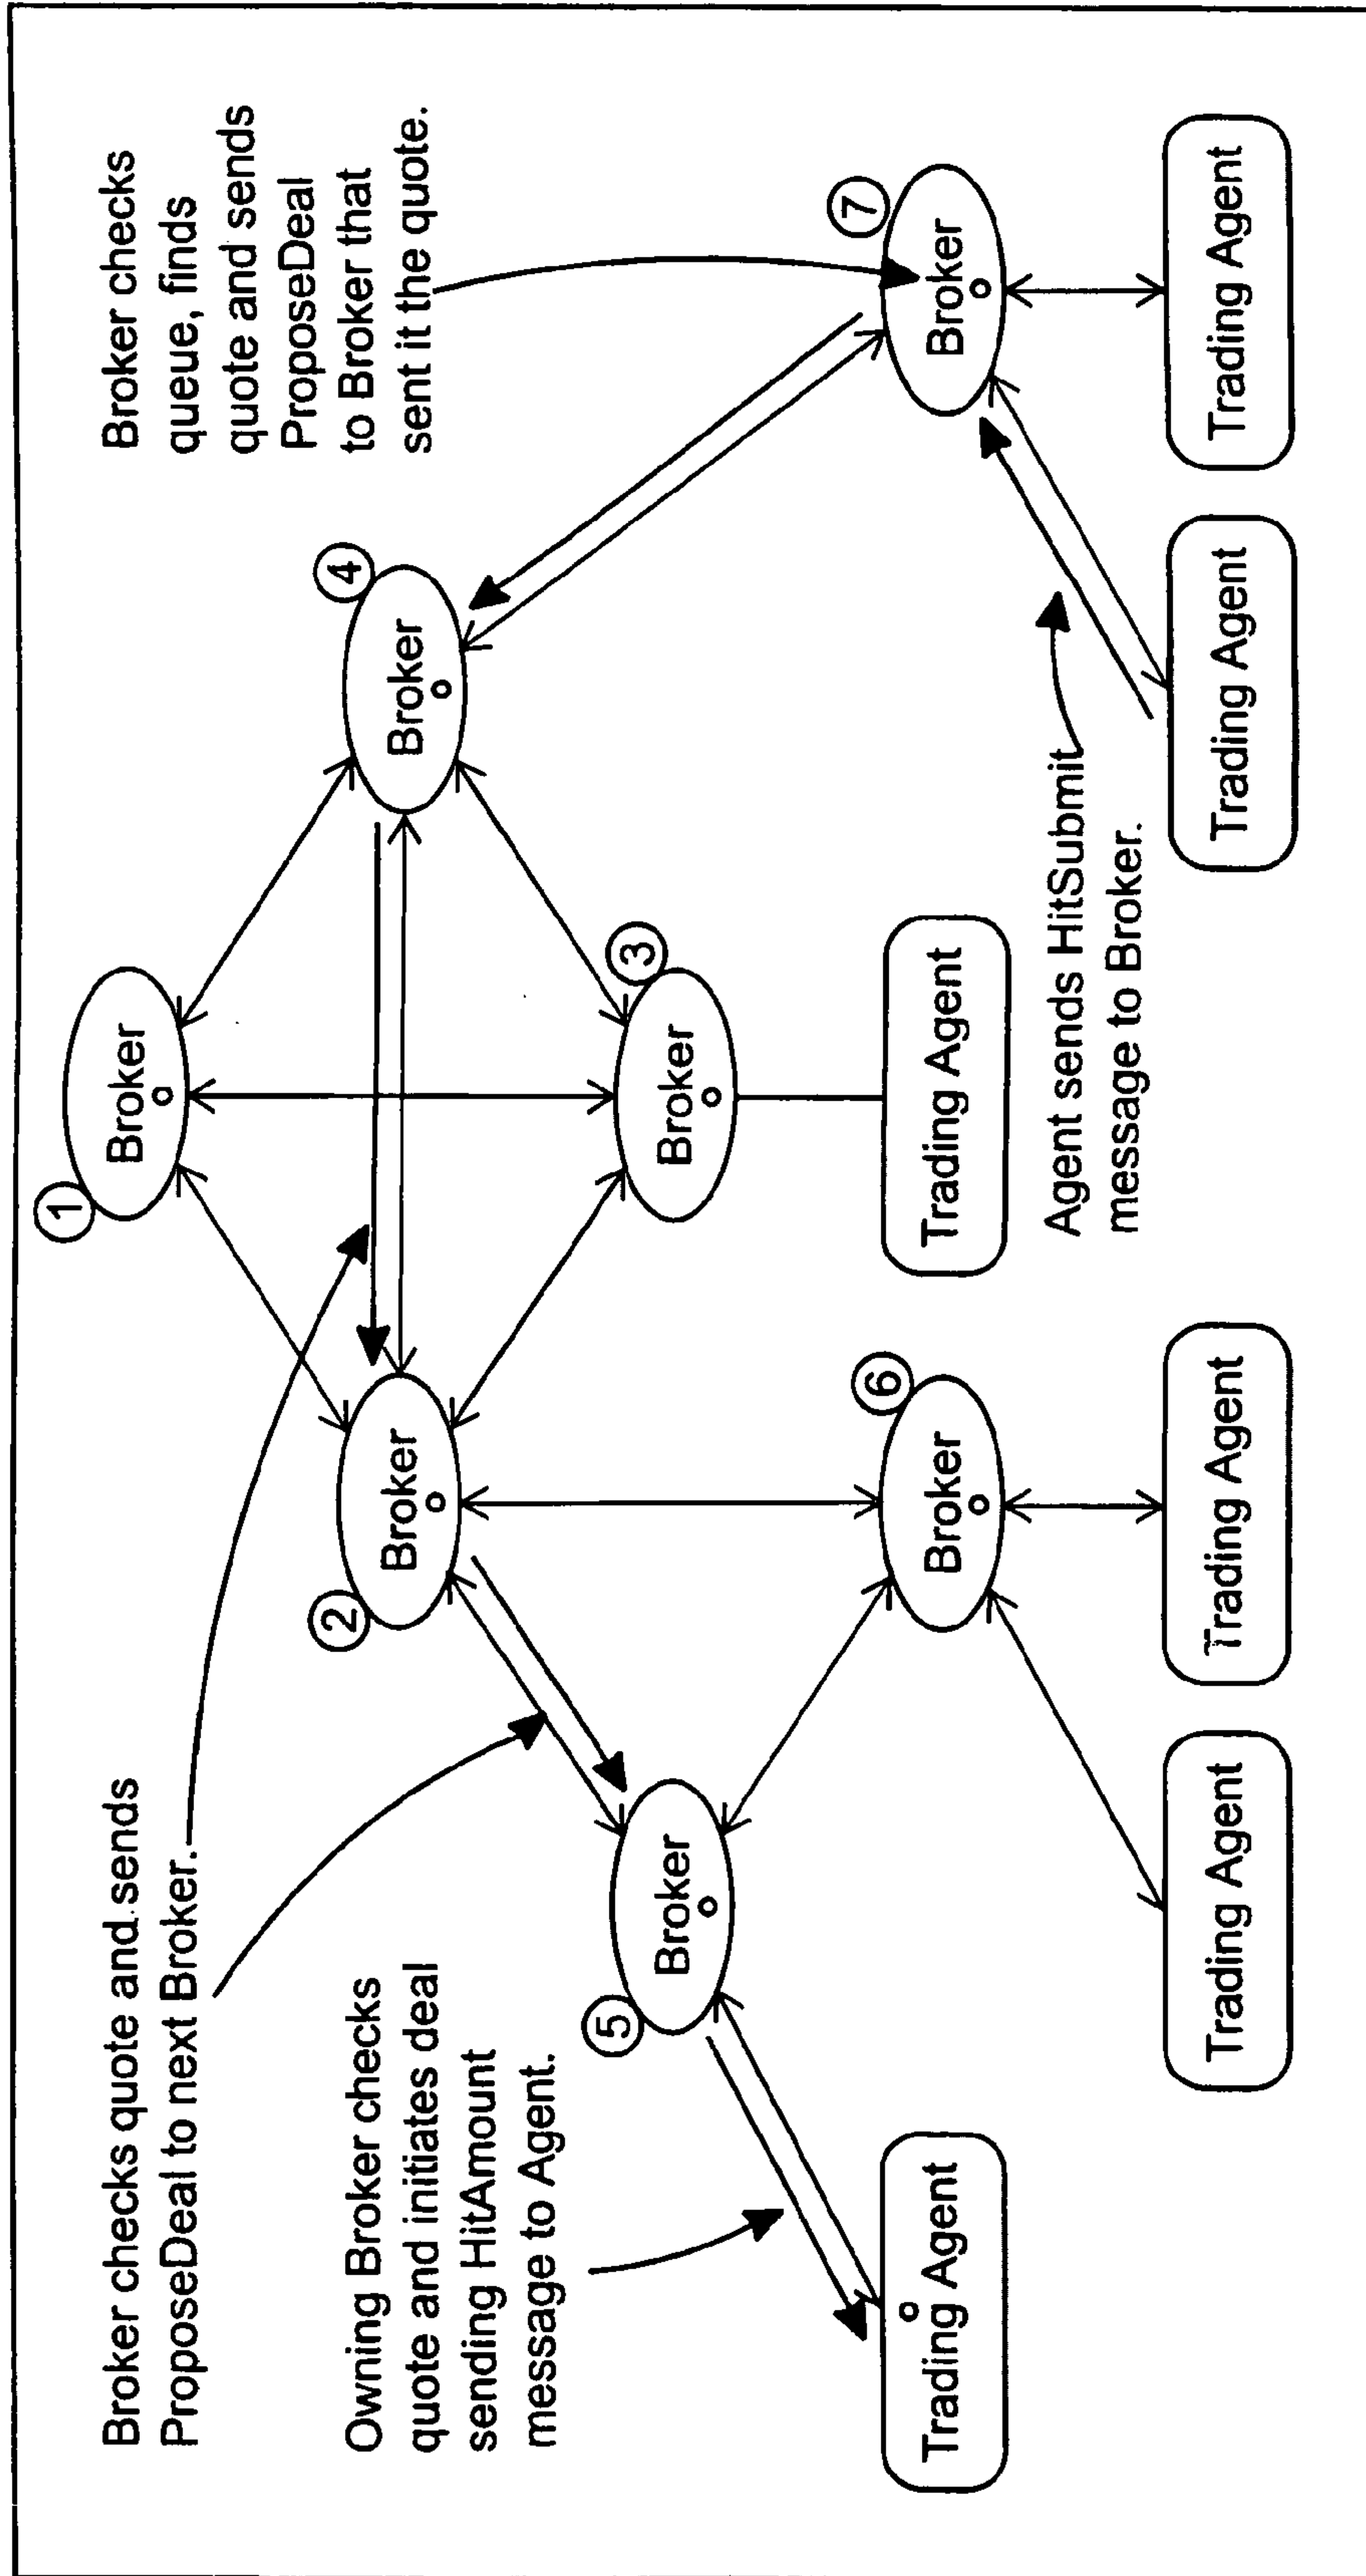 Broker checks quote and sends
ProposeDeal to next Broker.
Owning Broker checks
quote and initiates deal
sending HitAmount
message to Agent.
Broker checks
queue, finds
quote and sends
ProposeDeal
to Broker that
sent it the quote.
1
Broker
2
Broker
4
Broker
5
Broker
3
Broker
6
Broker
7
Broker
Trading Agent
Trading Agent
Agent sends HitSubmit
message to Broker.
Trading Agent
Trading Agent
Trading Agent
Trading Agent